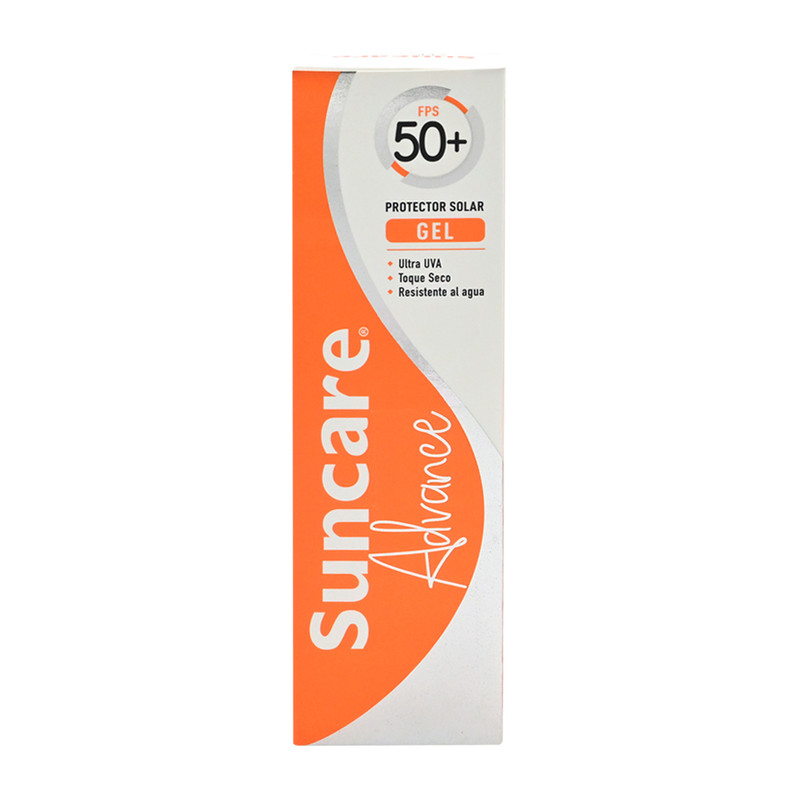 FPS
50+
PROTECTOR SOLAR
GEL
Ultra UVA
Toque Seco
Resistente al agua
Suncare®
Advance